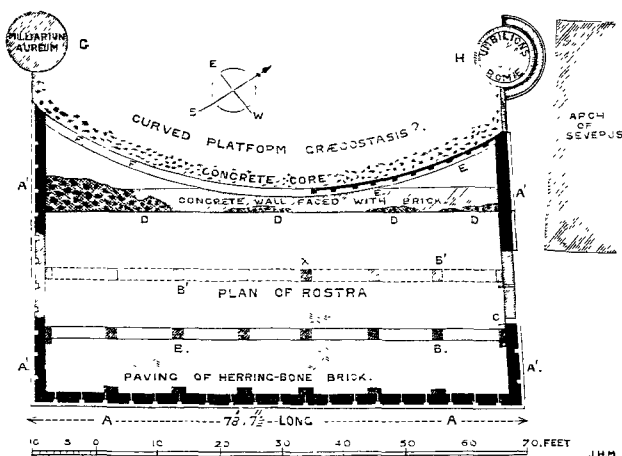 MILLIARIUM
AUREUM
G
H
UMBILICUS
ROMÆ
E
S
W
ARCH
OF
SEVERUS
CURVED PLATFORM GRÆCOSTASIS?.
CONCRETE CORE
E
E
E
A'
A'
CONCRETE WALL FACED WITH BRICK.
D
D
D
D
X
B'
B'
PLAN OF ROSTRA
C
B.
B.
A'
A'.
PAVING OF HERRING-BONE BRICK.
A
78.7½ LONG
A
10 5 0 10 20 30 40 50 60 70.FEET
J.H.M.